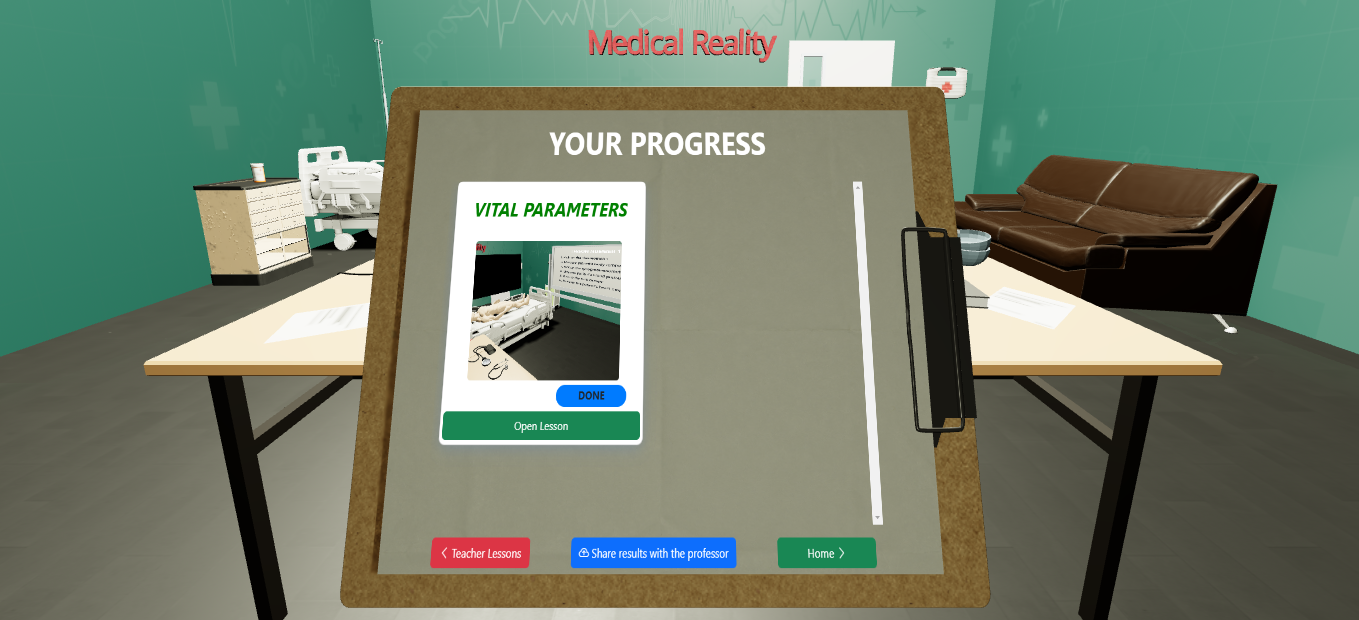 Medical Reality
YOUR PROGRESS
VITAL PARAMETERS
DONE
Open Lesson
Teacher Lessons
Share results with the professor
Home